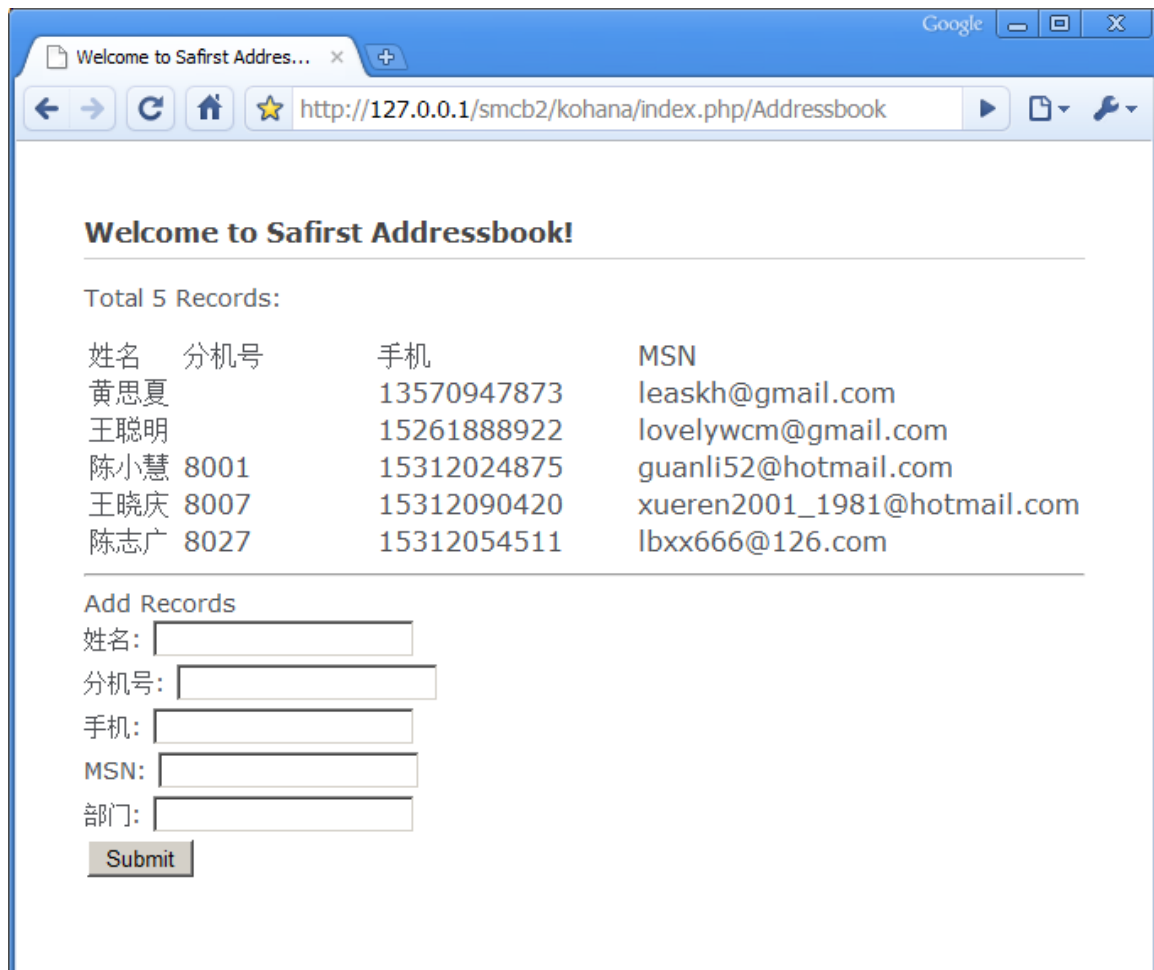 Google
Welcome to Safirst Addres...
http://127.0.0.1/smcb2/kohana/index.php/Addressbook
Welcome to Safirst Addressbook!
Total 5 Records:
姓名 分机号 手机 MSN
黄思夏 13570947873 leaskh@gmail.com
王聪明 15261888922 lovelywcm@gmail.com
陈小慧 8001 15312024875 guanli52@hotmail.com
王晓庆 8007 15312090420 xueren2001_1981@hotmail.com
陈志广 8027 15312054511 lbxx666@126.com
Add Records
姓名:
分机号:
手机:
MSN:
部门:
Submit